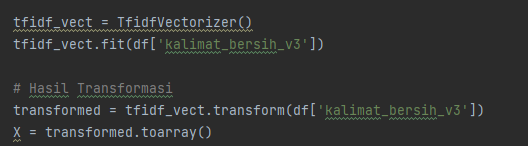 tfidf_vect = TfidfVectorizer()
tfidf_vect.fit(df['kalimat_bersih_v3'])
# Hasil Transformasi
transformed = tfidf_vect.transform(df['kalimat_bersih_v3'])
X = transformed.toarray()